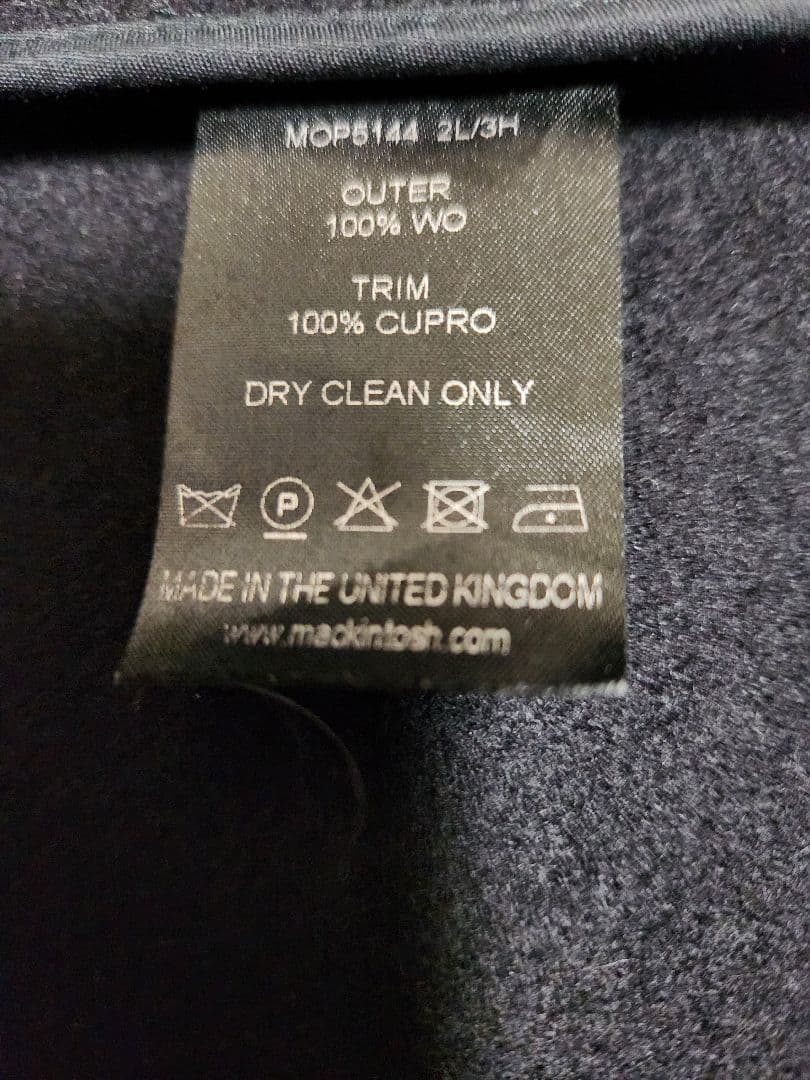 MOP5144 2L/3H
OUTER
100% WO
TRIM
100% CUPRO
DRY CLEAN ONLY
P
MADE IN THE UNITED KINGDOM
www.mackintosh.com